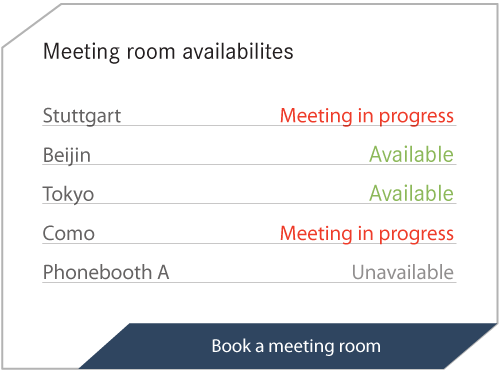 Meeting room availabilites
Stuttgart Meeting in progress
Beijin Available
Tokyo Available
Como Meeting in progress
Phonebooth A Unavailable
Book a meeting room